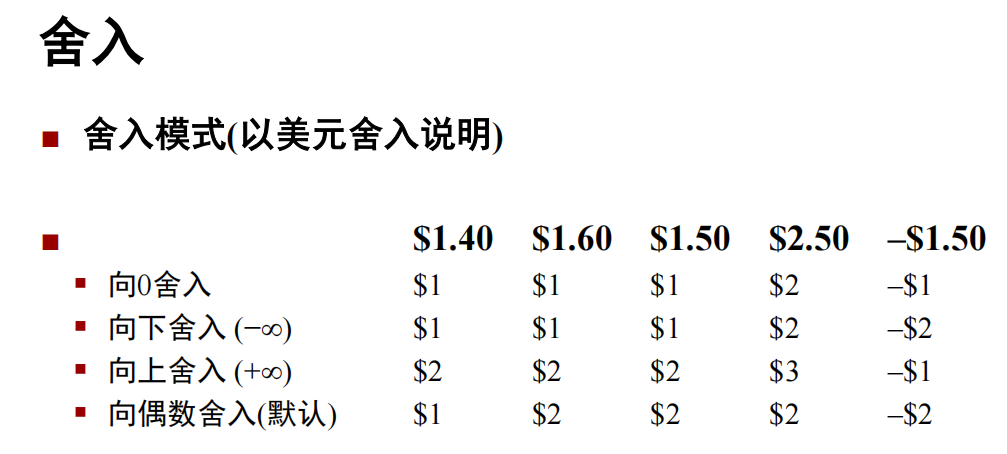 舍入
舍入模式(以美元舍入说明)
$1.40 $1.60 $1.50 $2.50 –$1.50
向0舍入 $1 $1 $1 $2 –$1
向下舍入 (−∞) $1 $1 $1 $2 –$2
向上舍入 (+∞) $2 $2 $2 $3 –$1
向偶数舍入(默认) $1 $2 $2 $2 –$2